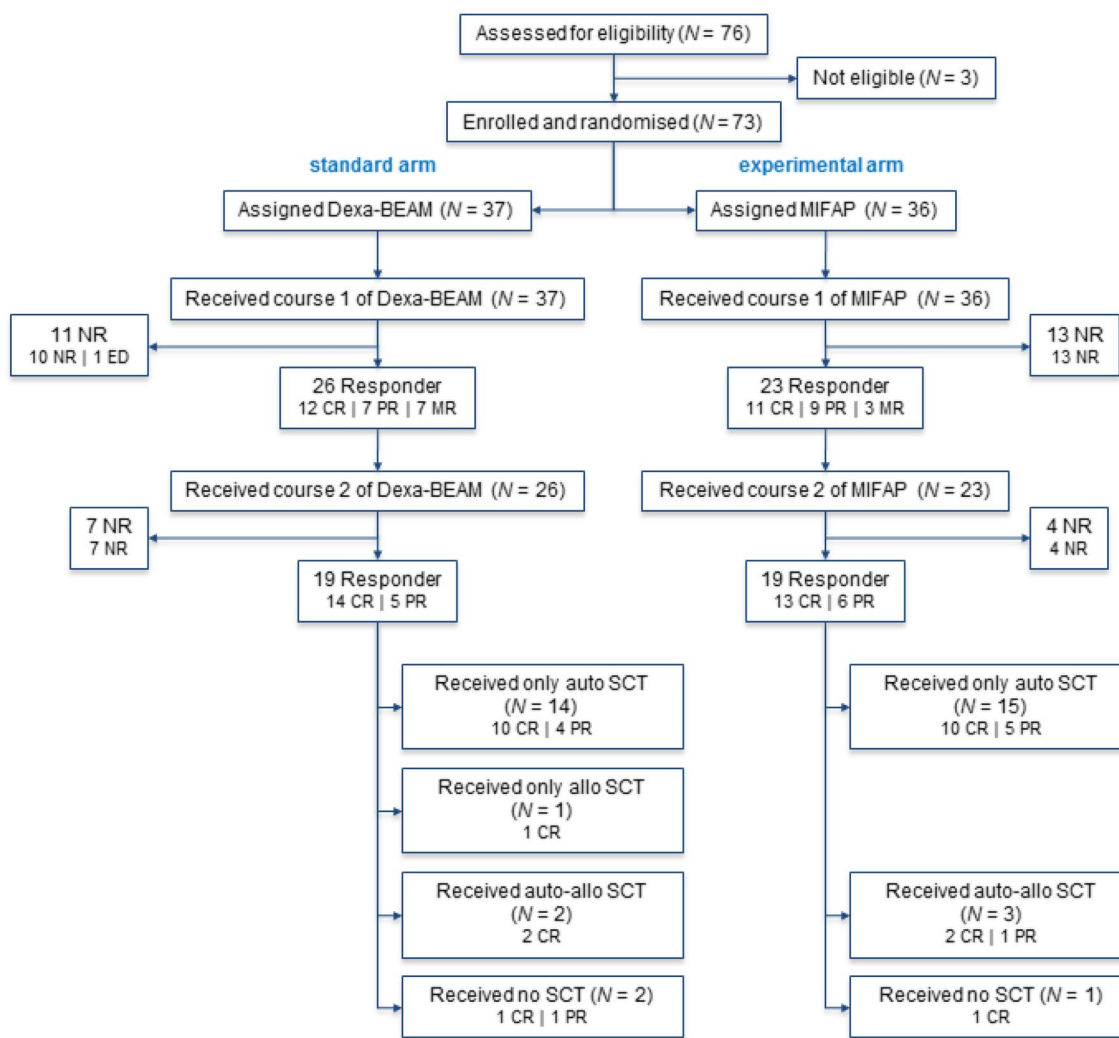 Assessed for eligibility (N = 76)
Not eligible (N = 3)
Enrolled and randomised (N = 73)
standard arm
experimental arm
Assigned Dexa-BEAM (N = 37)
Assigned MIFAP (N = 36)
Received course 1 of Dexa-BEAM (N = 37)
Received course 1 of MIFAP (N = 36)
11 NR
10 NR | 1 ED
13 NR
13 NR
26 Responder
12 CR | 7 PR | 7 MR
23 Responder
11 CR | 9 PR | 3 MR
Received course 2 of Dexa-BEAM (N = 26)
Received course 2 of MIFAP (N = 23)
7 NR
7 NR
4 NR
4 NR
19 Responder
14 CR | 5 PR
19 Responder
13 CR | 6 PR
Received only auto SCT
(N = 14)
10 CR | 4 PR
Received only auto SCT
(N = 15)
10 CR | 5 PR
Received only allo SCT
(N = 1)
1 CR
Received auto-allo SCT
(N = 2)
2 CR
Received auto-allo SCT
(N = 3)
2 CR | 1 PR
Received no SCT (N = 2)
1 CR | 1 PR
Received no SCT (N = 1)
1 CR